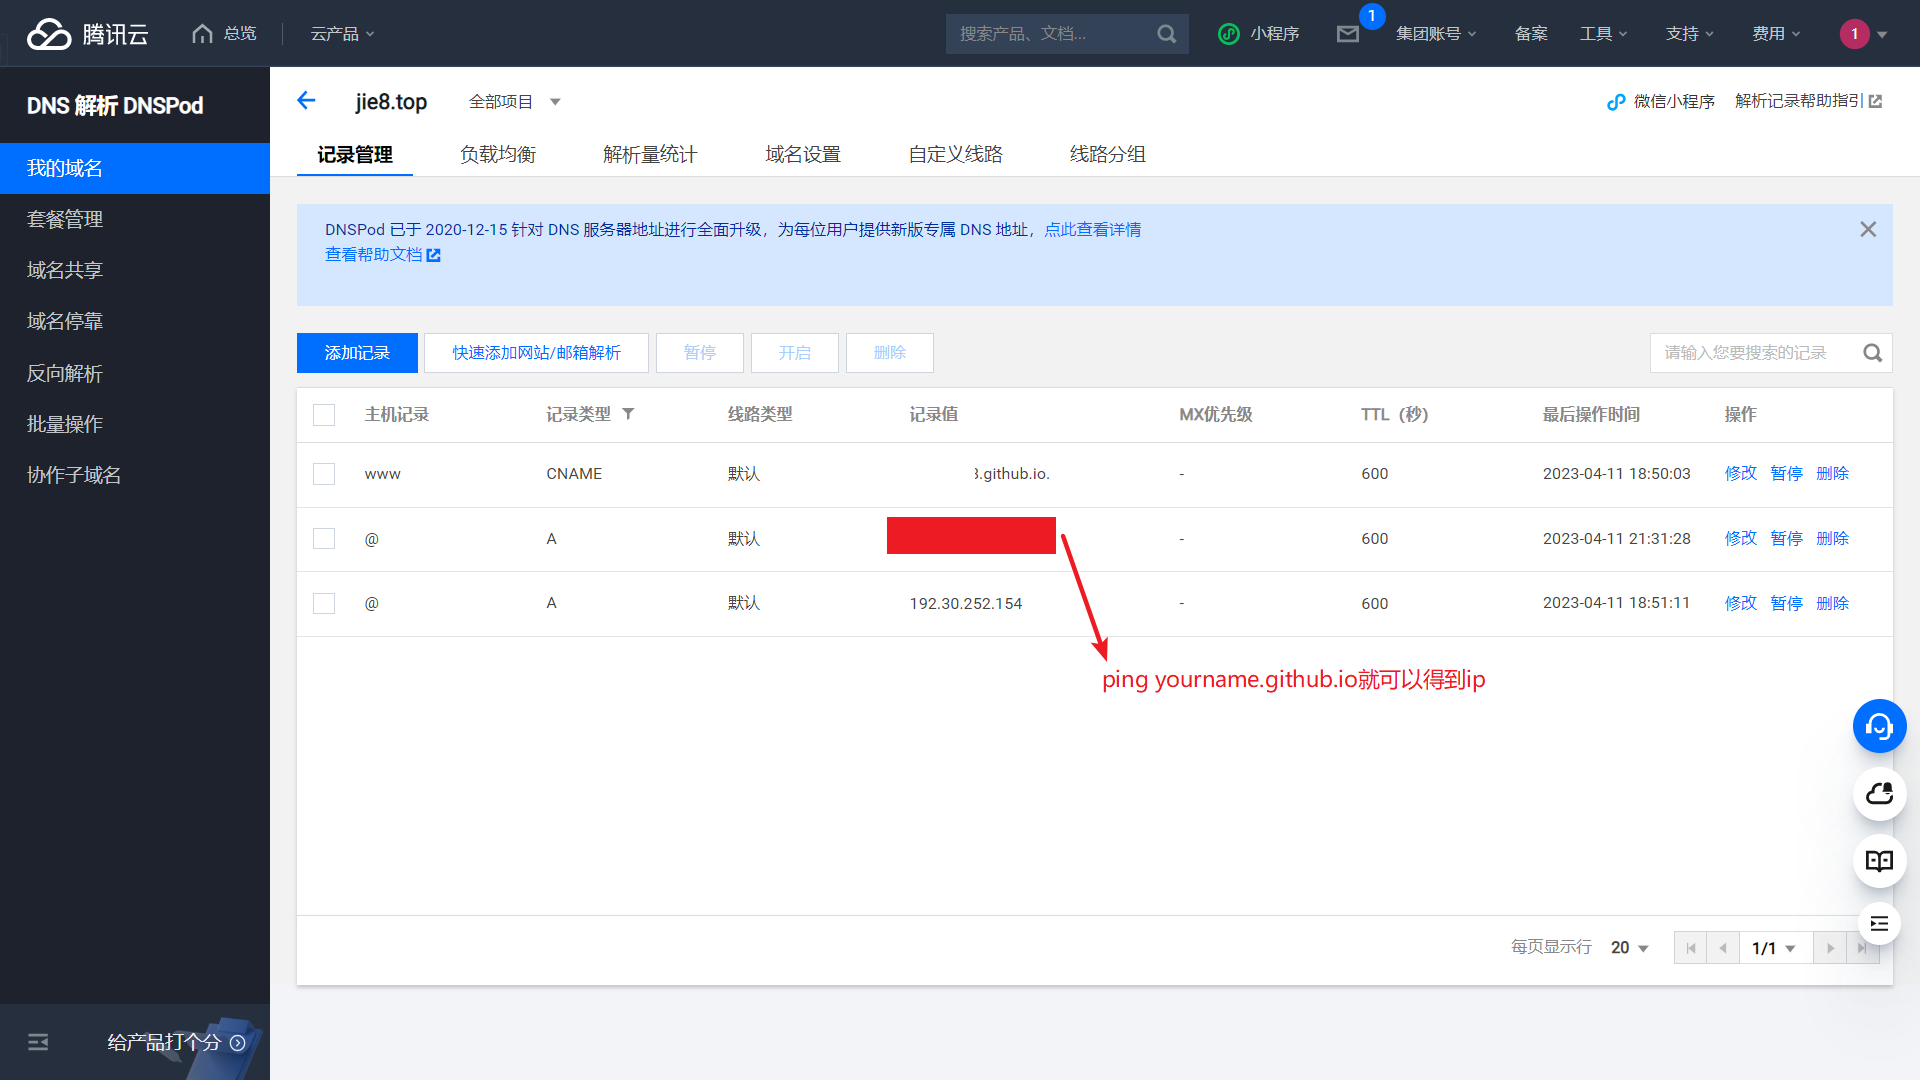 腾讯云 总览 云产品 搜索产品、文档... 小程序 1 集团账号 备案 工具 支持 费用 1
DNS 解析 DNSPod
我的域名
套餐管理
域名共享
域名停靠
反向解析
批量操作
协作子域名
给产品打个分
jie8.top 全部项目 微信小程序 解析记录帮助指引
记录管理 负载均衡 解析量统计 域名设置 自定义线路 线路分组
DNSPod 已于 2020-12-15 针对 DNS 服务器地址进行全面升级，为每位用户提供新版专属 DNS 地址，点此查看详情
查看帮助文档
添加记录 快速添加网站/邮箱解析 暂停 开启 删除 请输入您要搜索的记录
主机记录 记录类型 线路类型 记录值 MX优先级 TTL（秒） 最后操作时间 操作
www CNAME 默认 .github.io. - 600 2023-04-11 18:50:03 修改 暂停 删除
@ A 默认 - 600 2023-04-11 21:31:28 修改 暂停 删除
@ A 默认 192.30.252.154 - 600 2023-04-11 18:51:11 修改 暂停 删除
ping yourname.github.io就可以得到ip
每页显示行 20 1/1